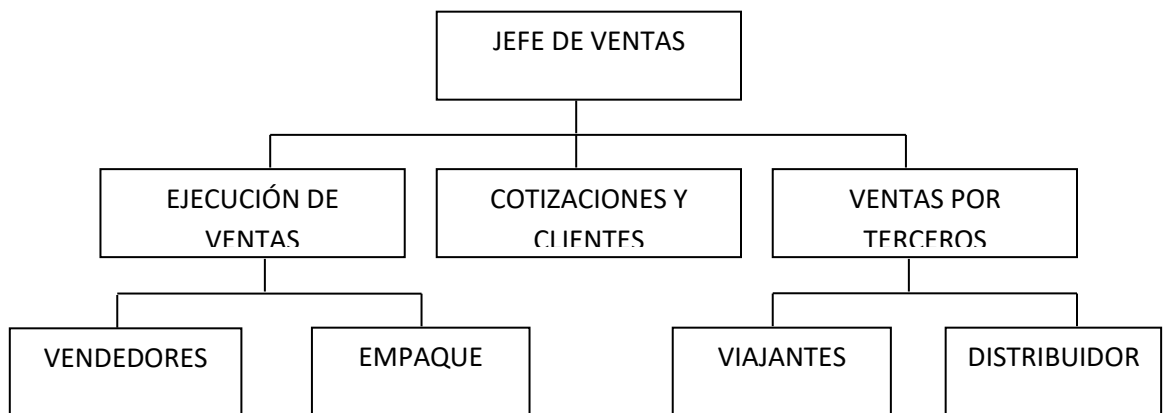 JEFE DE VENTAS
EJECUCIÓN DE
VENTAS
COTIZACIONES Y
CLIENTES
VENTAS POR
TERCEROS
VENDEDORES
EMPAQUE
VIAJANTES
DISTRIBUIDOR